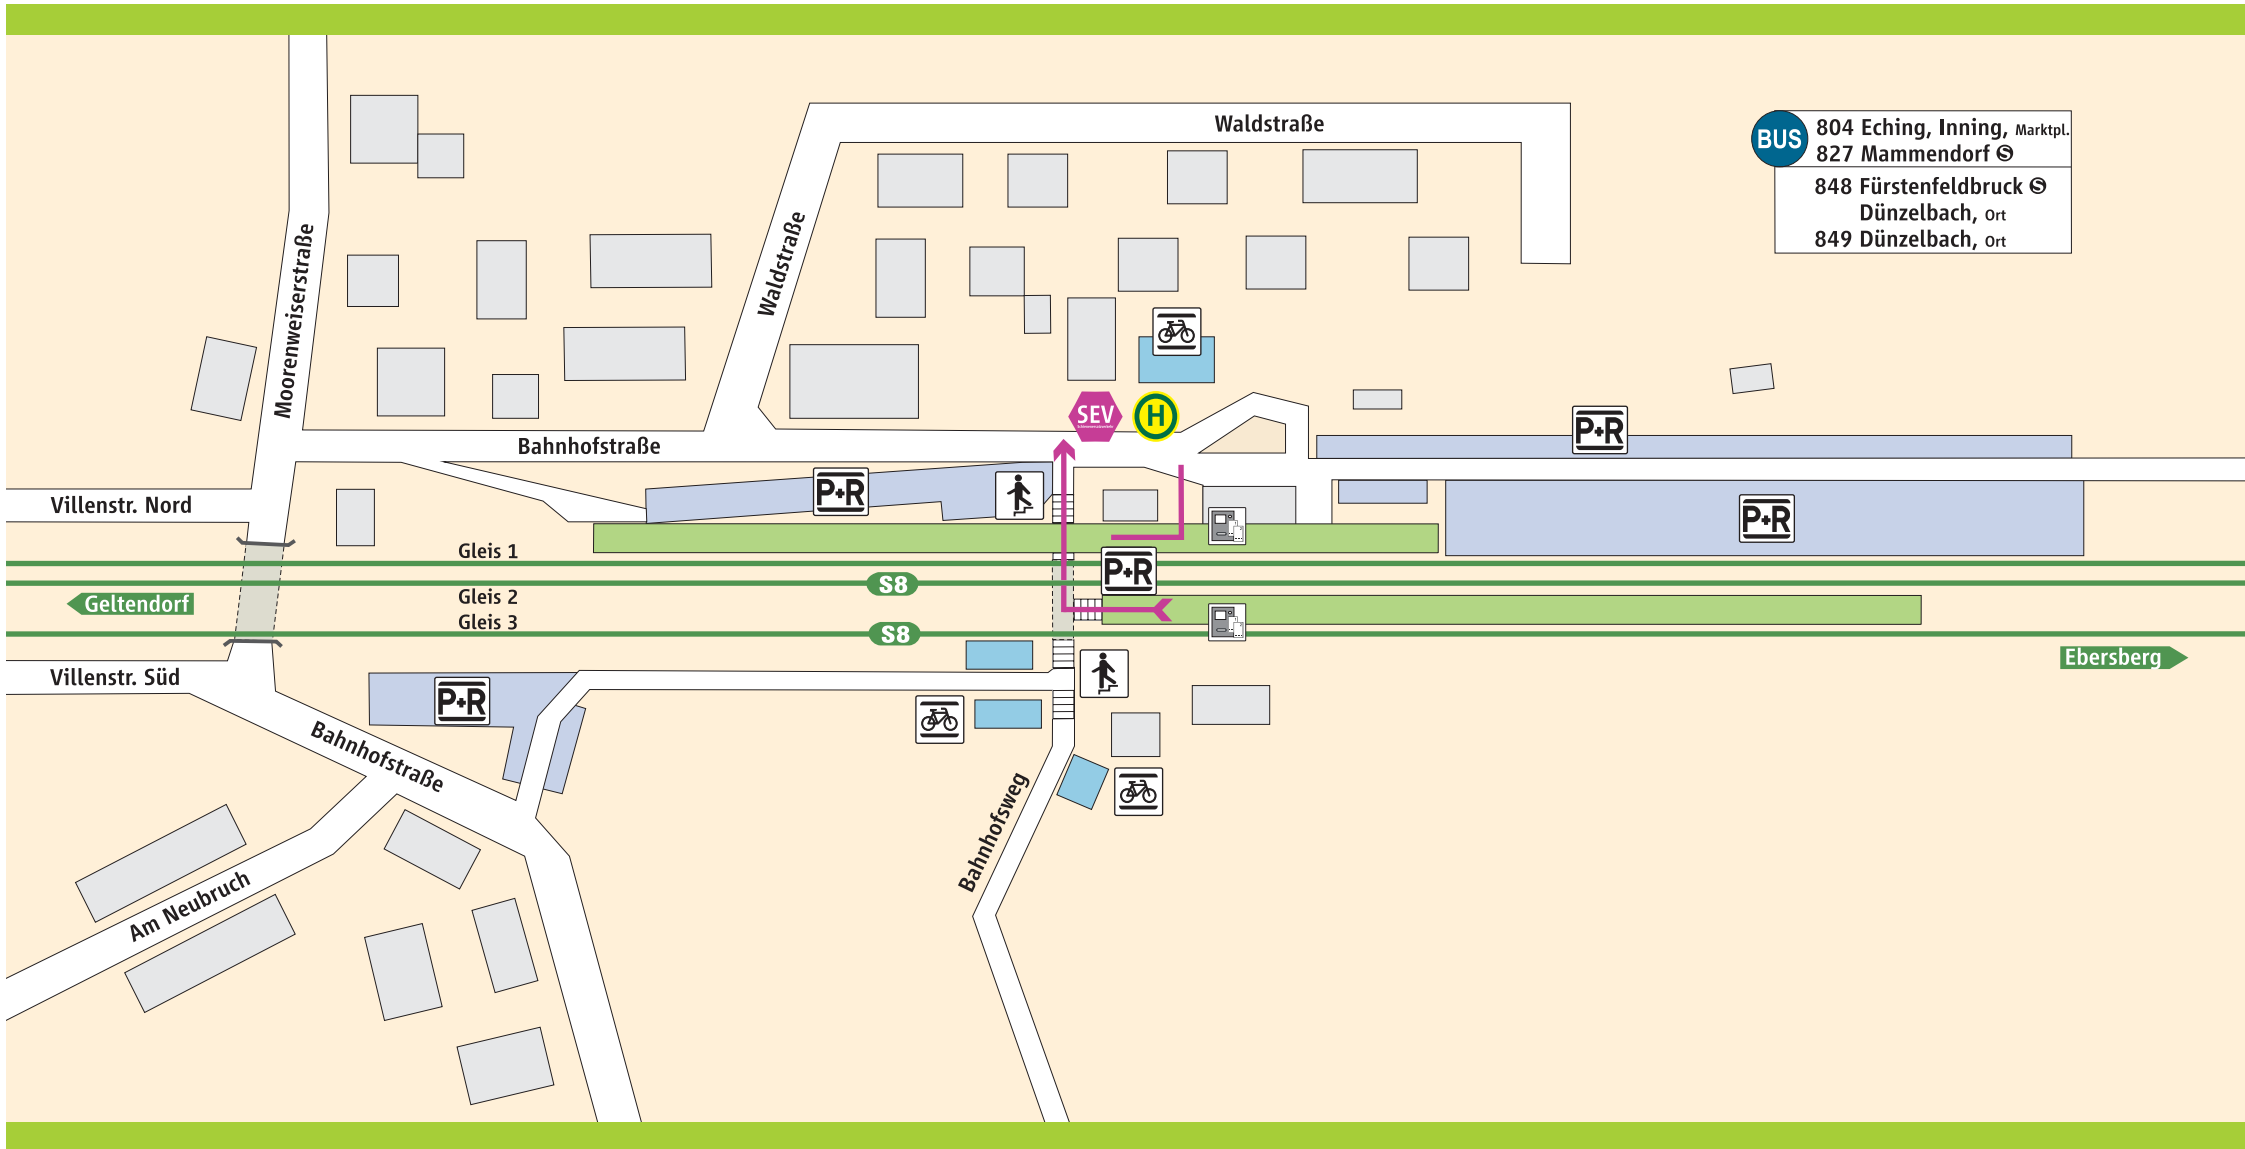 Waldstraße
BUS
804 Eching, Inning, Marktpl.
827 Mammendorf S
848 Fürstenfeldbruck S
Dünzelbach, Ort
849 Dünzelbach, Ort
Waldstraße
Moorenweiserstraße
SEV
H
P+R
Bahnhofstraße
P+R
Villenstr. Nord
P+R
Gleis 1
P+R
S8
Geltendorf
Gleis 2
Gleis 3
S8
Ebersberg
Villenstr. Süd
P+R
Bahnhofstraße
Bahnhofsweg
Am Neubruch